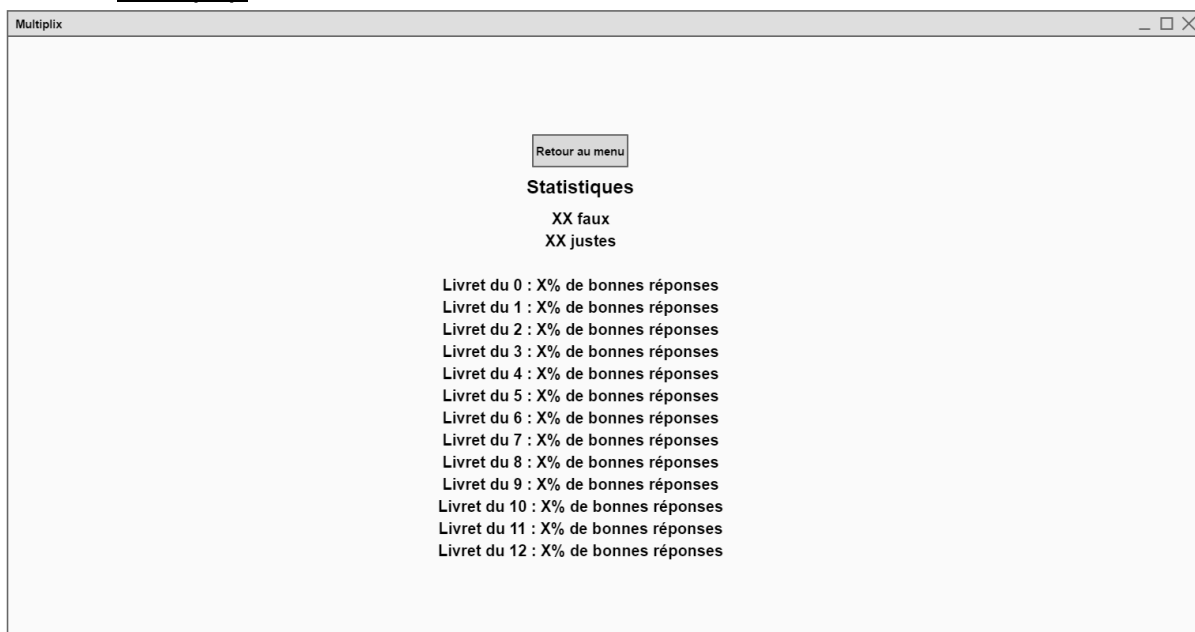 Multiplix
Retour au menu
Statistiques
XX faux
XX justes
Livret du 0 : X% de bonnes réponses
Livret du 1 : X% de bonnes réponses
Livret du 2 : X% de bonnes réponses
Livret du 3 : X% de bonnes réponses
Livret du 4 : X% de bonnes réponses
Livret du 5 : X% de bonnes réponses
Livret du 6 : X% de bonnes réponses
Livret du 7 : X% de bonnes réponses
Livret du 8 : X% de bonnes réponses
Livret du 9 : X% de bonnes réponses
Livret du 10 : X% de bonnes réponses
Livret du 11 : X% de bonnes réponses
Livret du 12 : X% de bonnes réponses